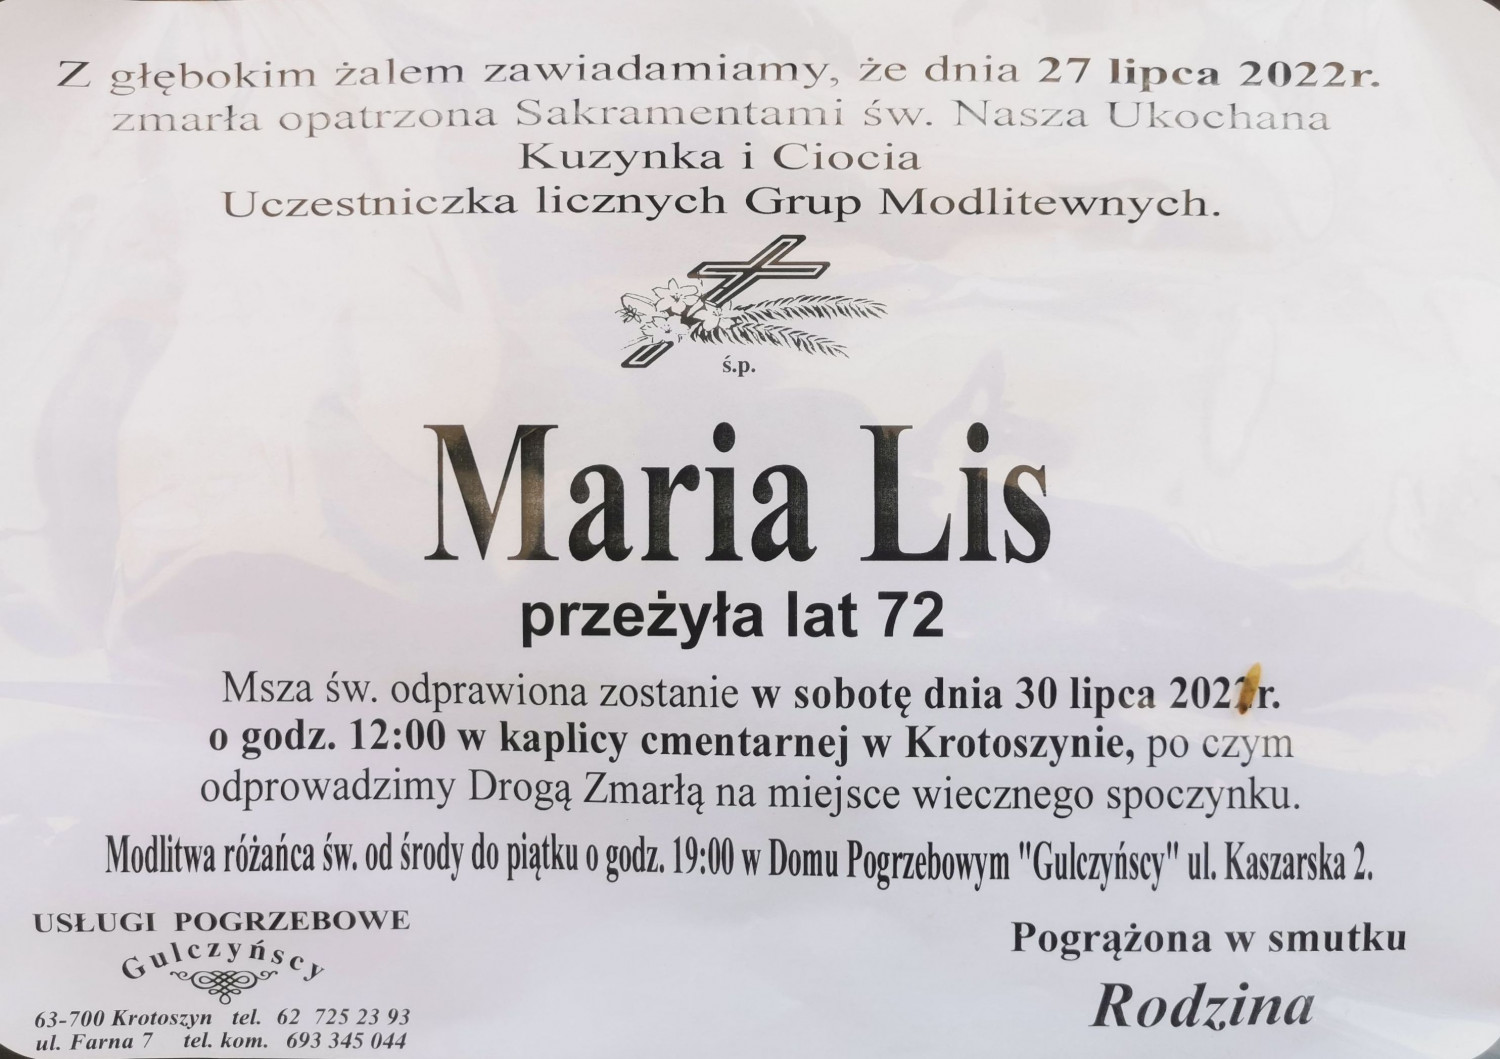 Z głębokim żalem zawiadamiamy, że dnia 27 lipca 2022r.
zmarła opatrzona Sakramentami św. Nasza Ukochana
Kuzynka i Ciocia
Uczestniczka licznych Grup Modlitewnych.
ś.p.
Maria Lis
przeżyła lat 72
Msza św. odprawiona zostanie w sobotę dnia 30 lipca 2022r.
o godz. 12:00 w kaplicy cmentarnej w Krotoszynie, po czym
odprowadzimy Drogą Zmarłą na miejsce wiecznego spoczynku.
Modlitwa różańca św. od środy do piątku o godz. 19:00 w Domu Pogrzebowym "Gulczyńscy" ul. Kaszarska 2.
USŁUGI POGRZEBOWE
Gulczyńscy
63-700 Krotoszyn tel. 62 725 23 93
ul. Farna 7 tel. kom. 693 345 044
Pogrążona w smutku
Rodzina